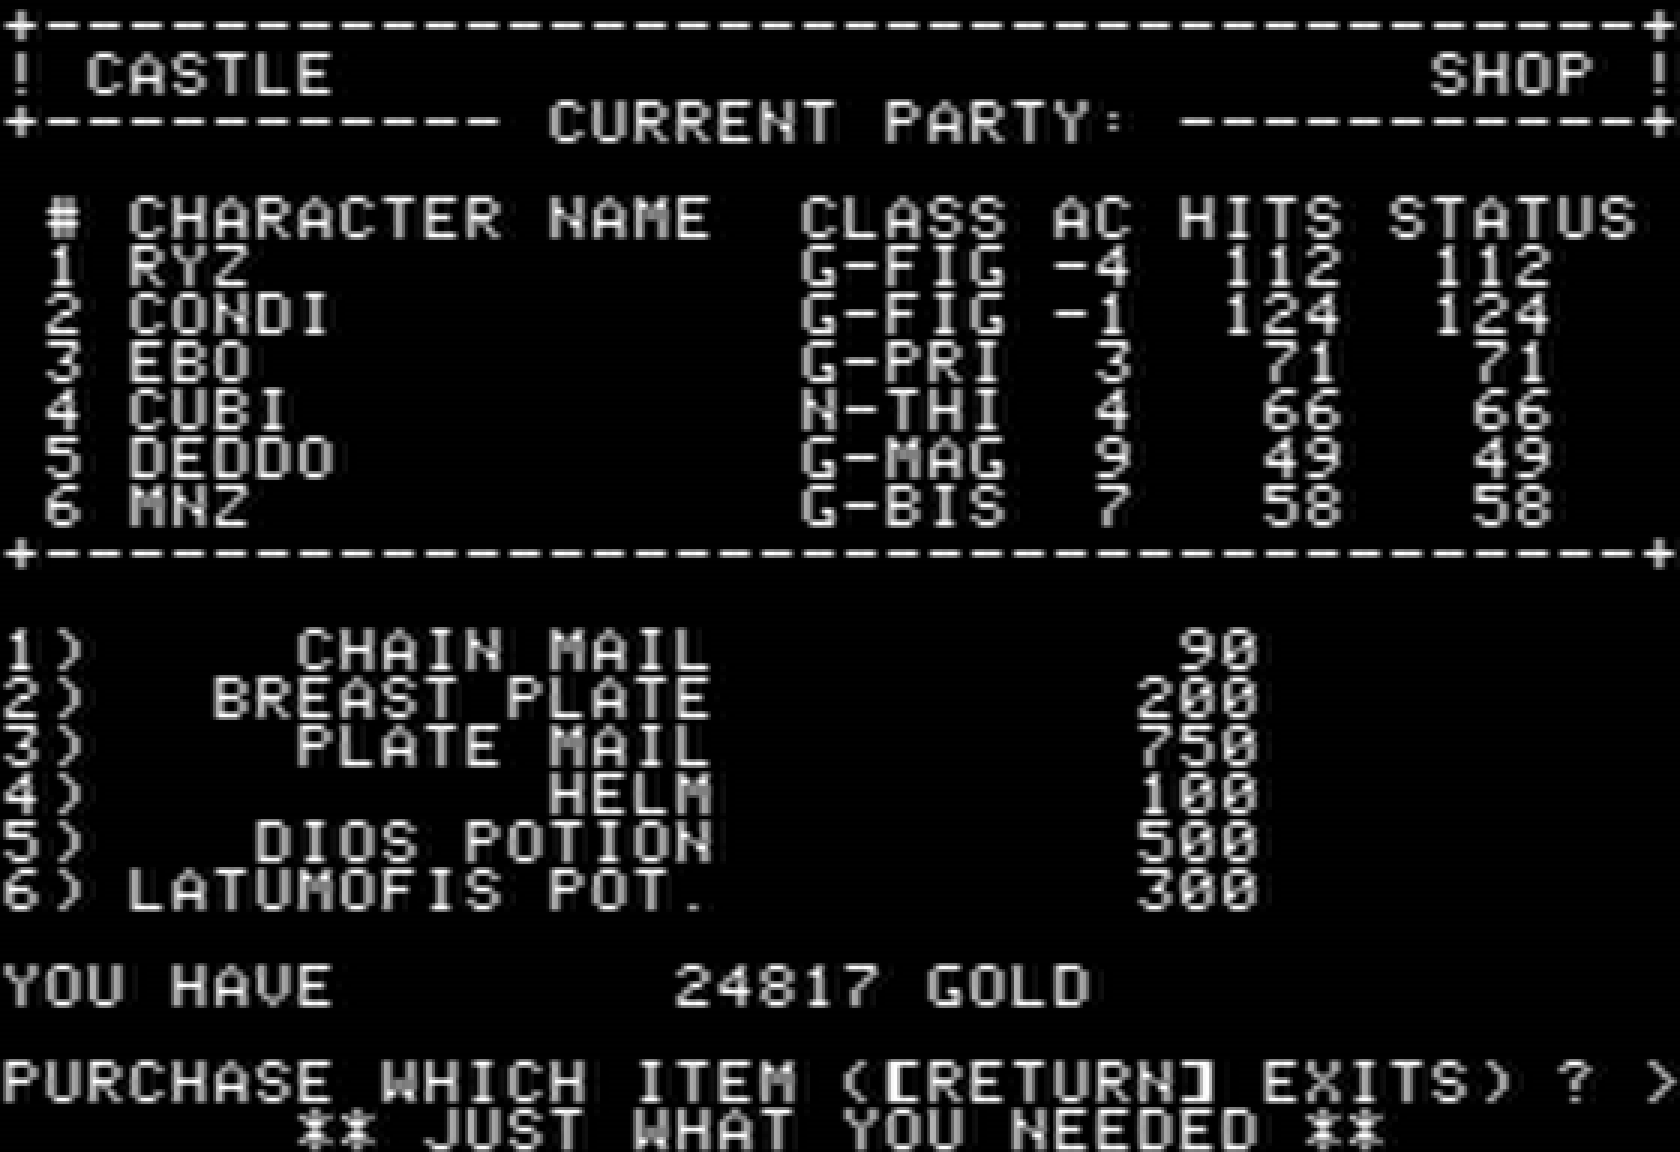 +--------------------------------------+
! CASTLE                          SHOP !
+----------- CURRENT PARTY: -----------+
 # CHARACTER NAME  CLASS AC HITS STATUS
 1 RYZ             G-FIG -4  112  112
 2 CONDI           G-FIG -1  124  124
 3 EBO             G-PRI  3   71   71
 4 CUBI            N-THI  4   66   66
 5 DEDDO           G-MAG  9   49   49
 6 MNZ             G-BIS  7   58   58
+--------------------------------------+
1)     CHAIN MAIL           90
2)   BREAST PLATE          200
3)     PLATE MAIL          750
4)           HELM          100
5)    DIOS POTION          500
6) LATUMOFIS POT.          300
YOU HAVE        24817 GOLD
PURCHASE WHICH ITEM ([RETURN] EXITS) ? >
       ** JUST WHAT YOU NEEDED **